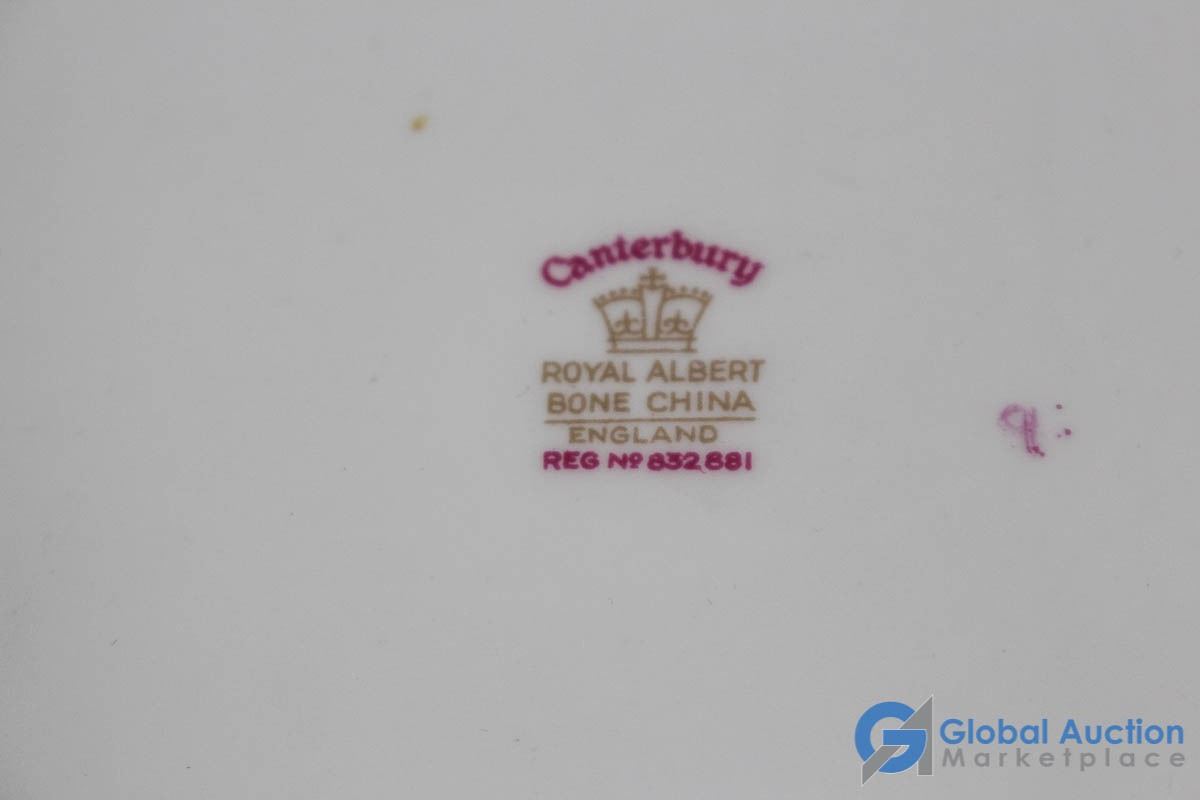 Canterbury
ROYAL ALBERT
BONE CHINA
ENGLAND
REG Nº 832,881
Global Auction
Marketplace